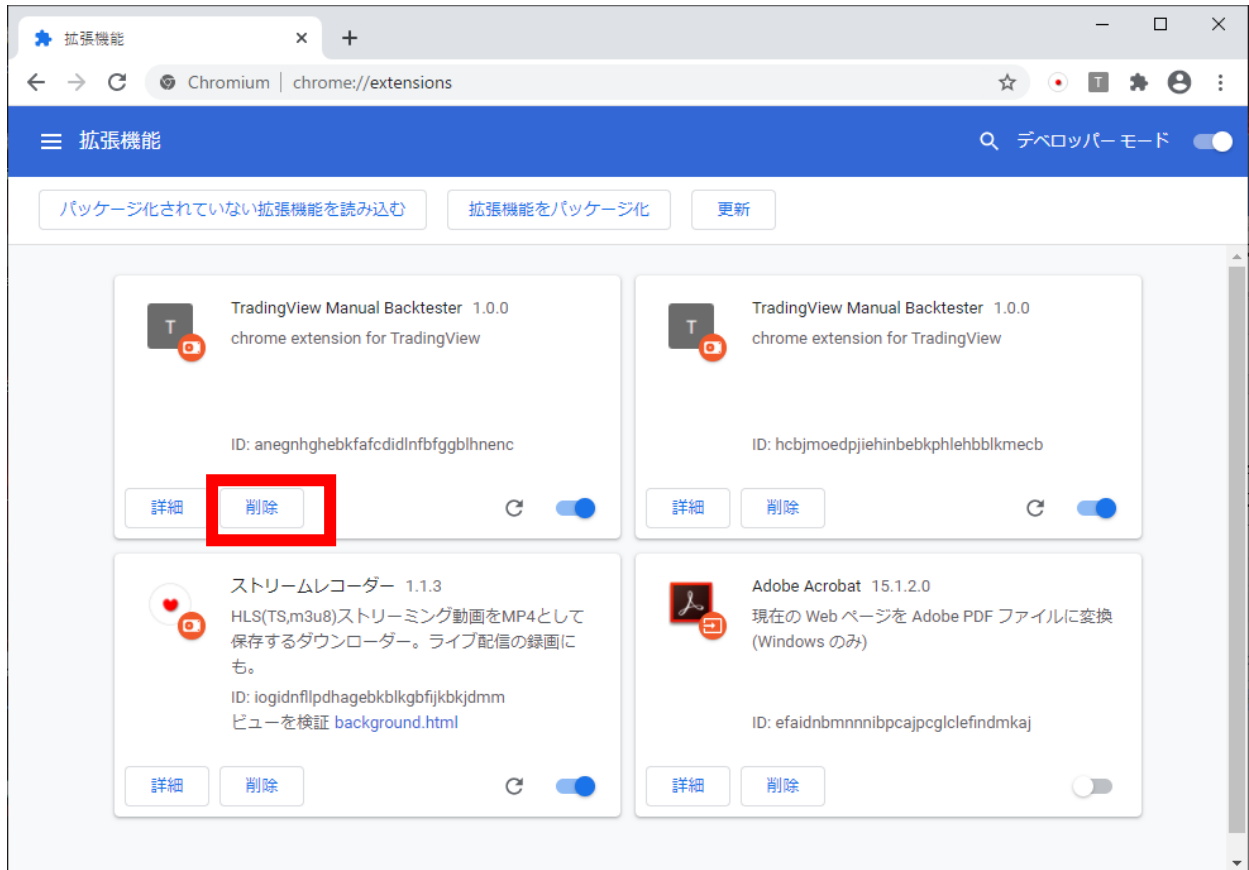 拡張機能
Chromium | chrome://extensions
T
拡張機能
デベロッパー モード
パッケージ化されていない拡張機能を読み込む
拡張機能をパッケージ化
更新
T
TradingView Manual Backtester 1.0.0
chrome extension for TradingView
ID: anegnhghebkfafcdidlnfbfggblhnenc
詳細
削除
T
TradingView Manual Backtester 1.0.0
chrome extension for TradingView
ID: hcbjmoedpjiehinbebkphlehbblkmecb
詳細
削除
ストリームレコーダー 1.1.3
HLS(TS,m3u8)ストリーミング動画をMP4として
保存するダウンローダー。ライブ配信の録画に
も。
ID: iogidnfllpdhagebkblkgbfijkbkjdmm
ビューを検証 background.html
詳細
削除
Adobe Acrobat 15.1.2.0
現在の Web ページを Adobe PDF ファイルに変換
(Windows のみ)
ID: efaidnbmnnnibpcajpcglclefindmkaj
詳細
削除